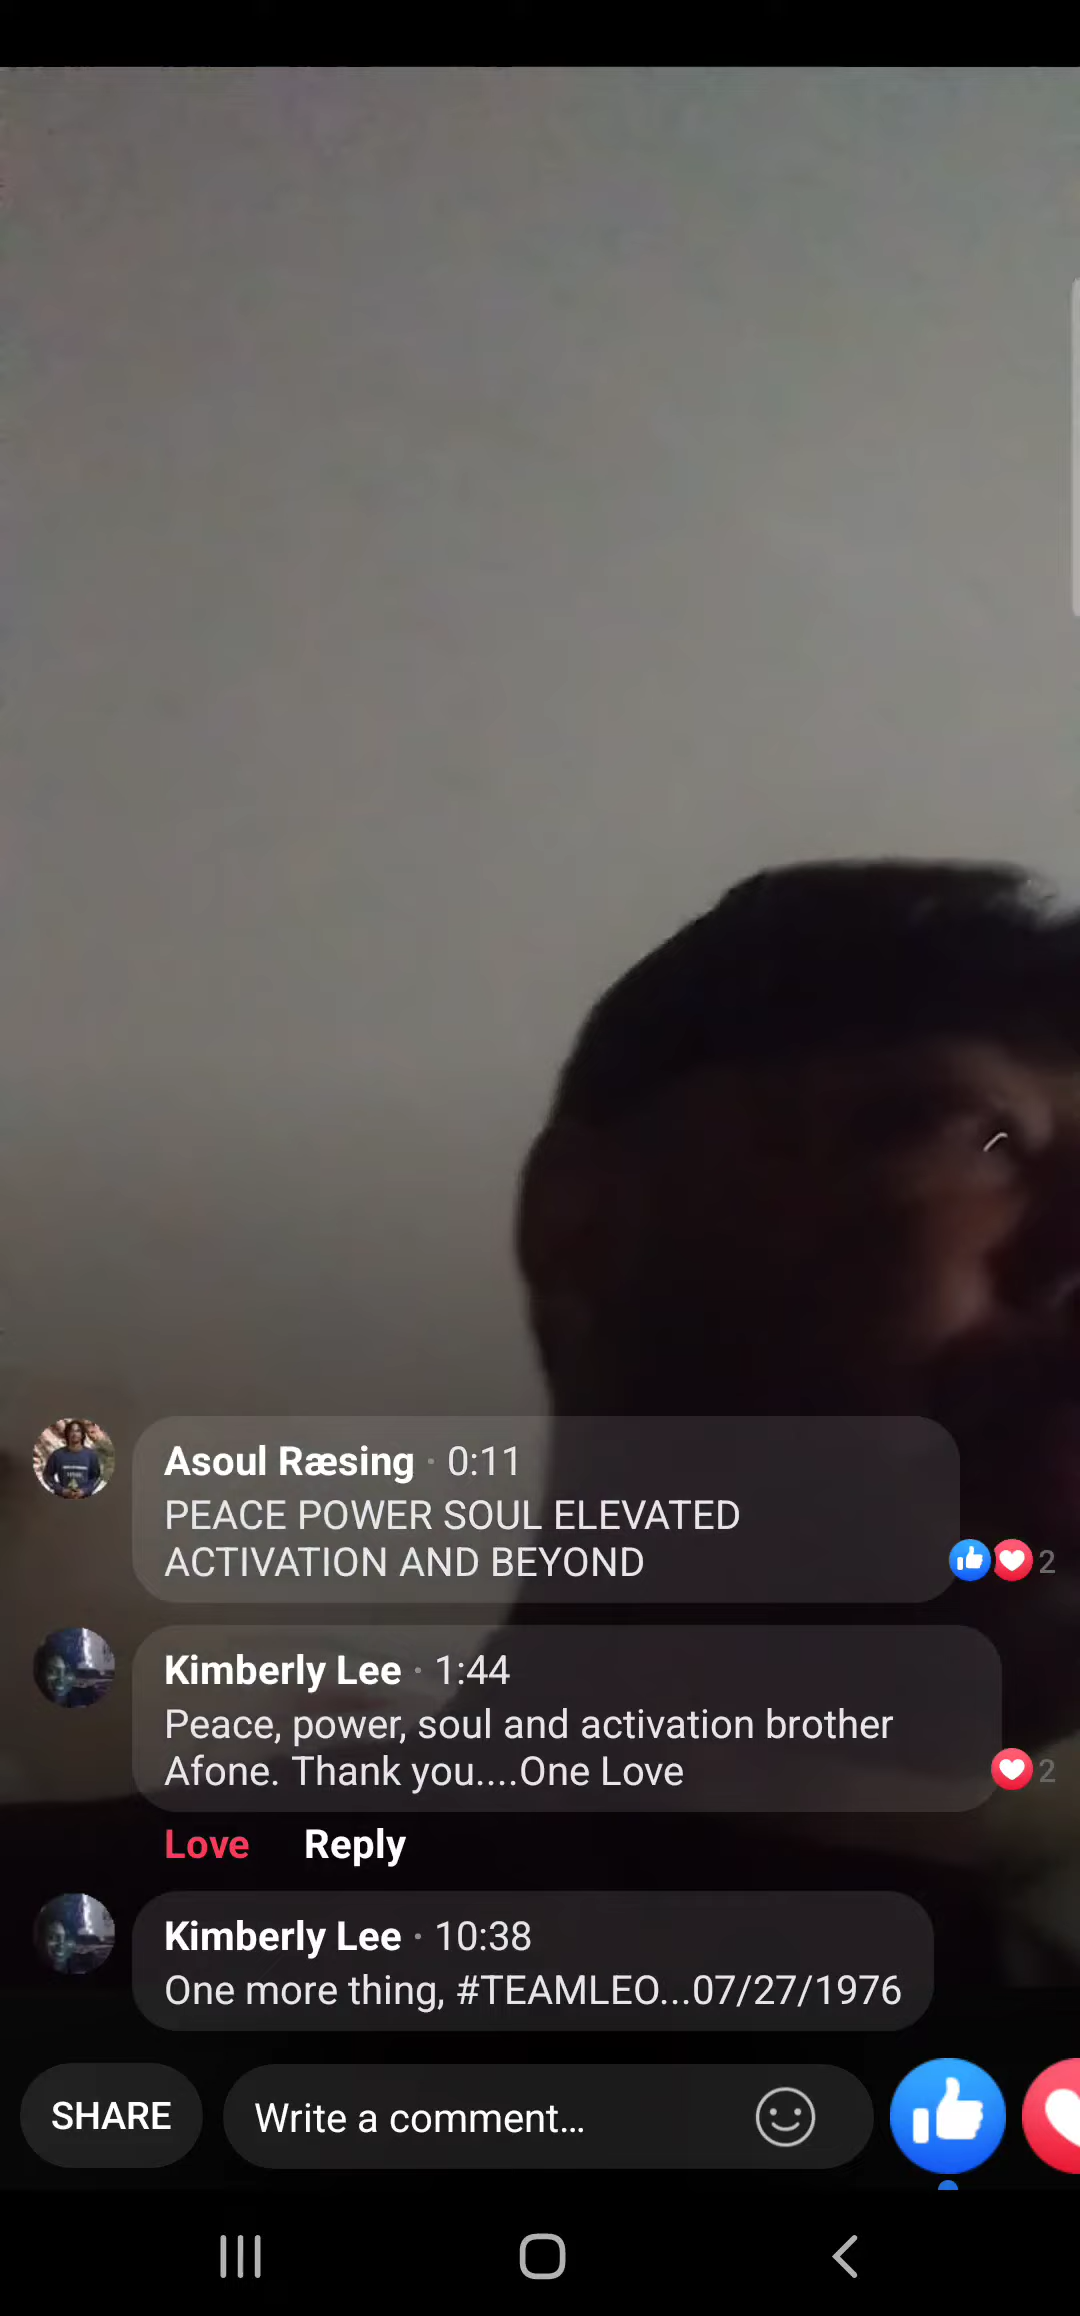 Asoul Ræsing · 0:11
PEACE POWER SOUL ELEVATED
ACTIVATION AND BEYOND
2
Kimberly Lee · 1:44
Peace, power, soul and activation brother
Afone. Thank you....One Love
2
Love Reply
Kimberly Lee · 10:38
One more thing, #TEAMLEO...07/27/1976
SHARE Write a comment...